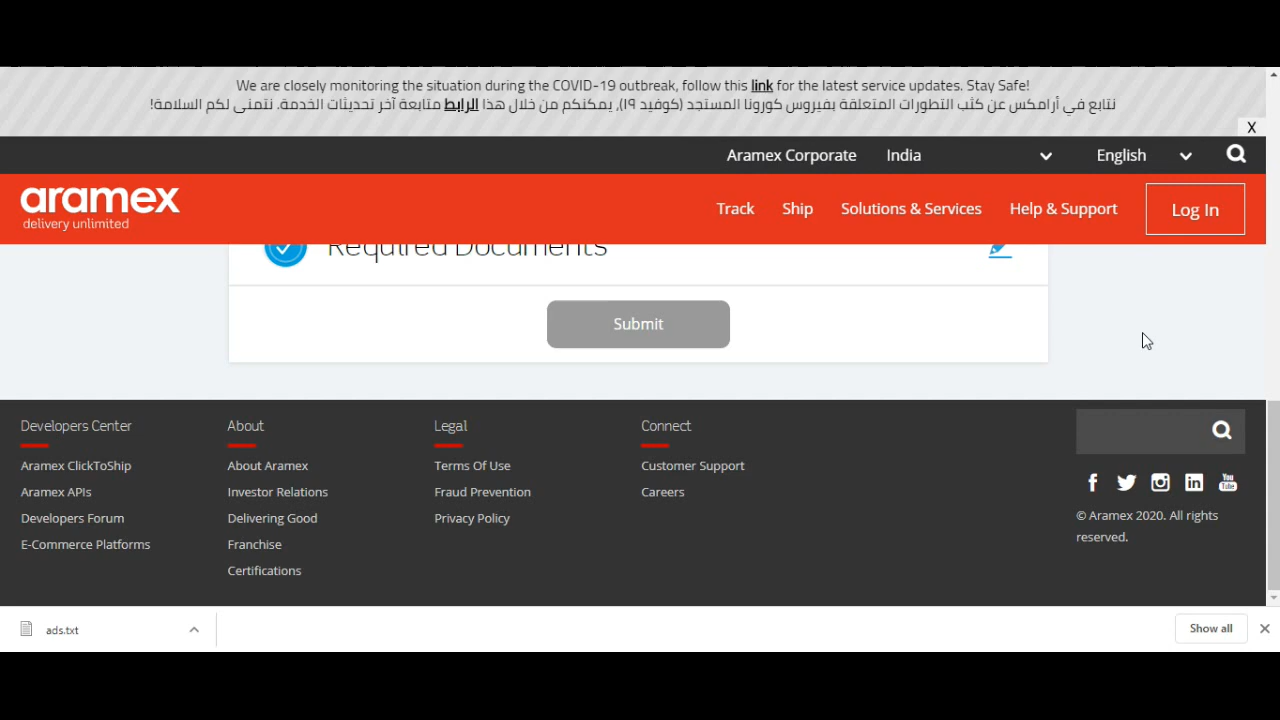 We are closely monitoring the situation during the COVID-19 outbreak, follow this link for the latest service updates. Stay Safe!
نتابع في أرامكس عن كثب التطورات المتعلقة بفيروس كورونا المستجد (كوفيد ١٩)، يمكنكم من خلال هذا الرابط متابعة آخر تحديثات الخدمة. نتمنى لكم السلامة!
X
Aramex Corporate India English
aramex
delivery unlimited
Track Ship Solutions & Services Help & Support Log In
Required Documents
Submit
Developers Center
Aramex ClickToShip
Aramex APIs
Developers Forum
E-Commerce Platforms
About
About Aramex
Investor Relations
Delivering Good
Franchise
Certifications
Legal
Terms Of Use
Fraud Prevention
Privacy Policy
Connect
Customer Support
Careers
You Tube
© Aramex 2020. All rights
reserved.
ads.txt
Show all